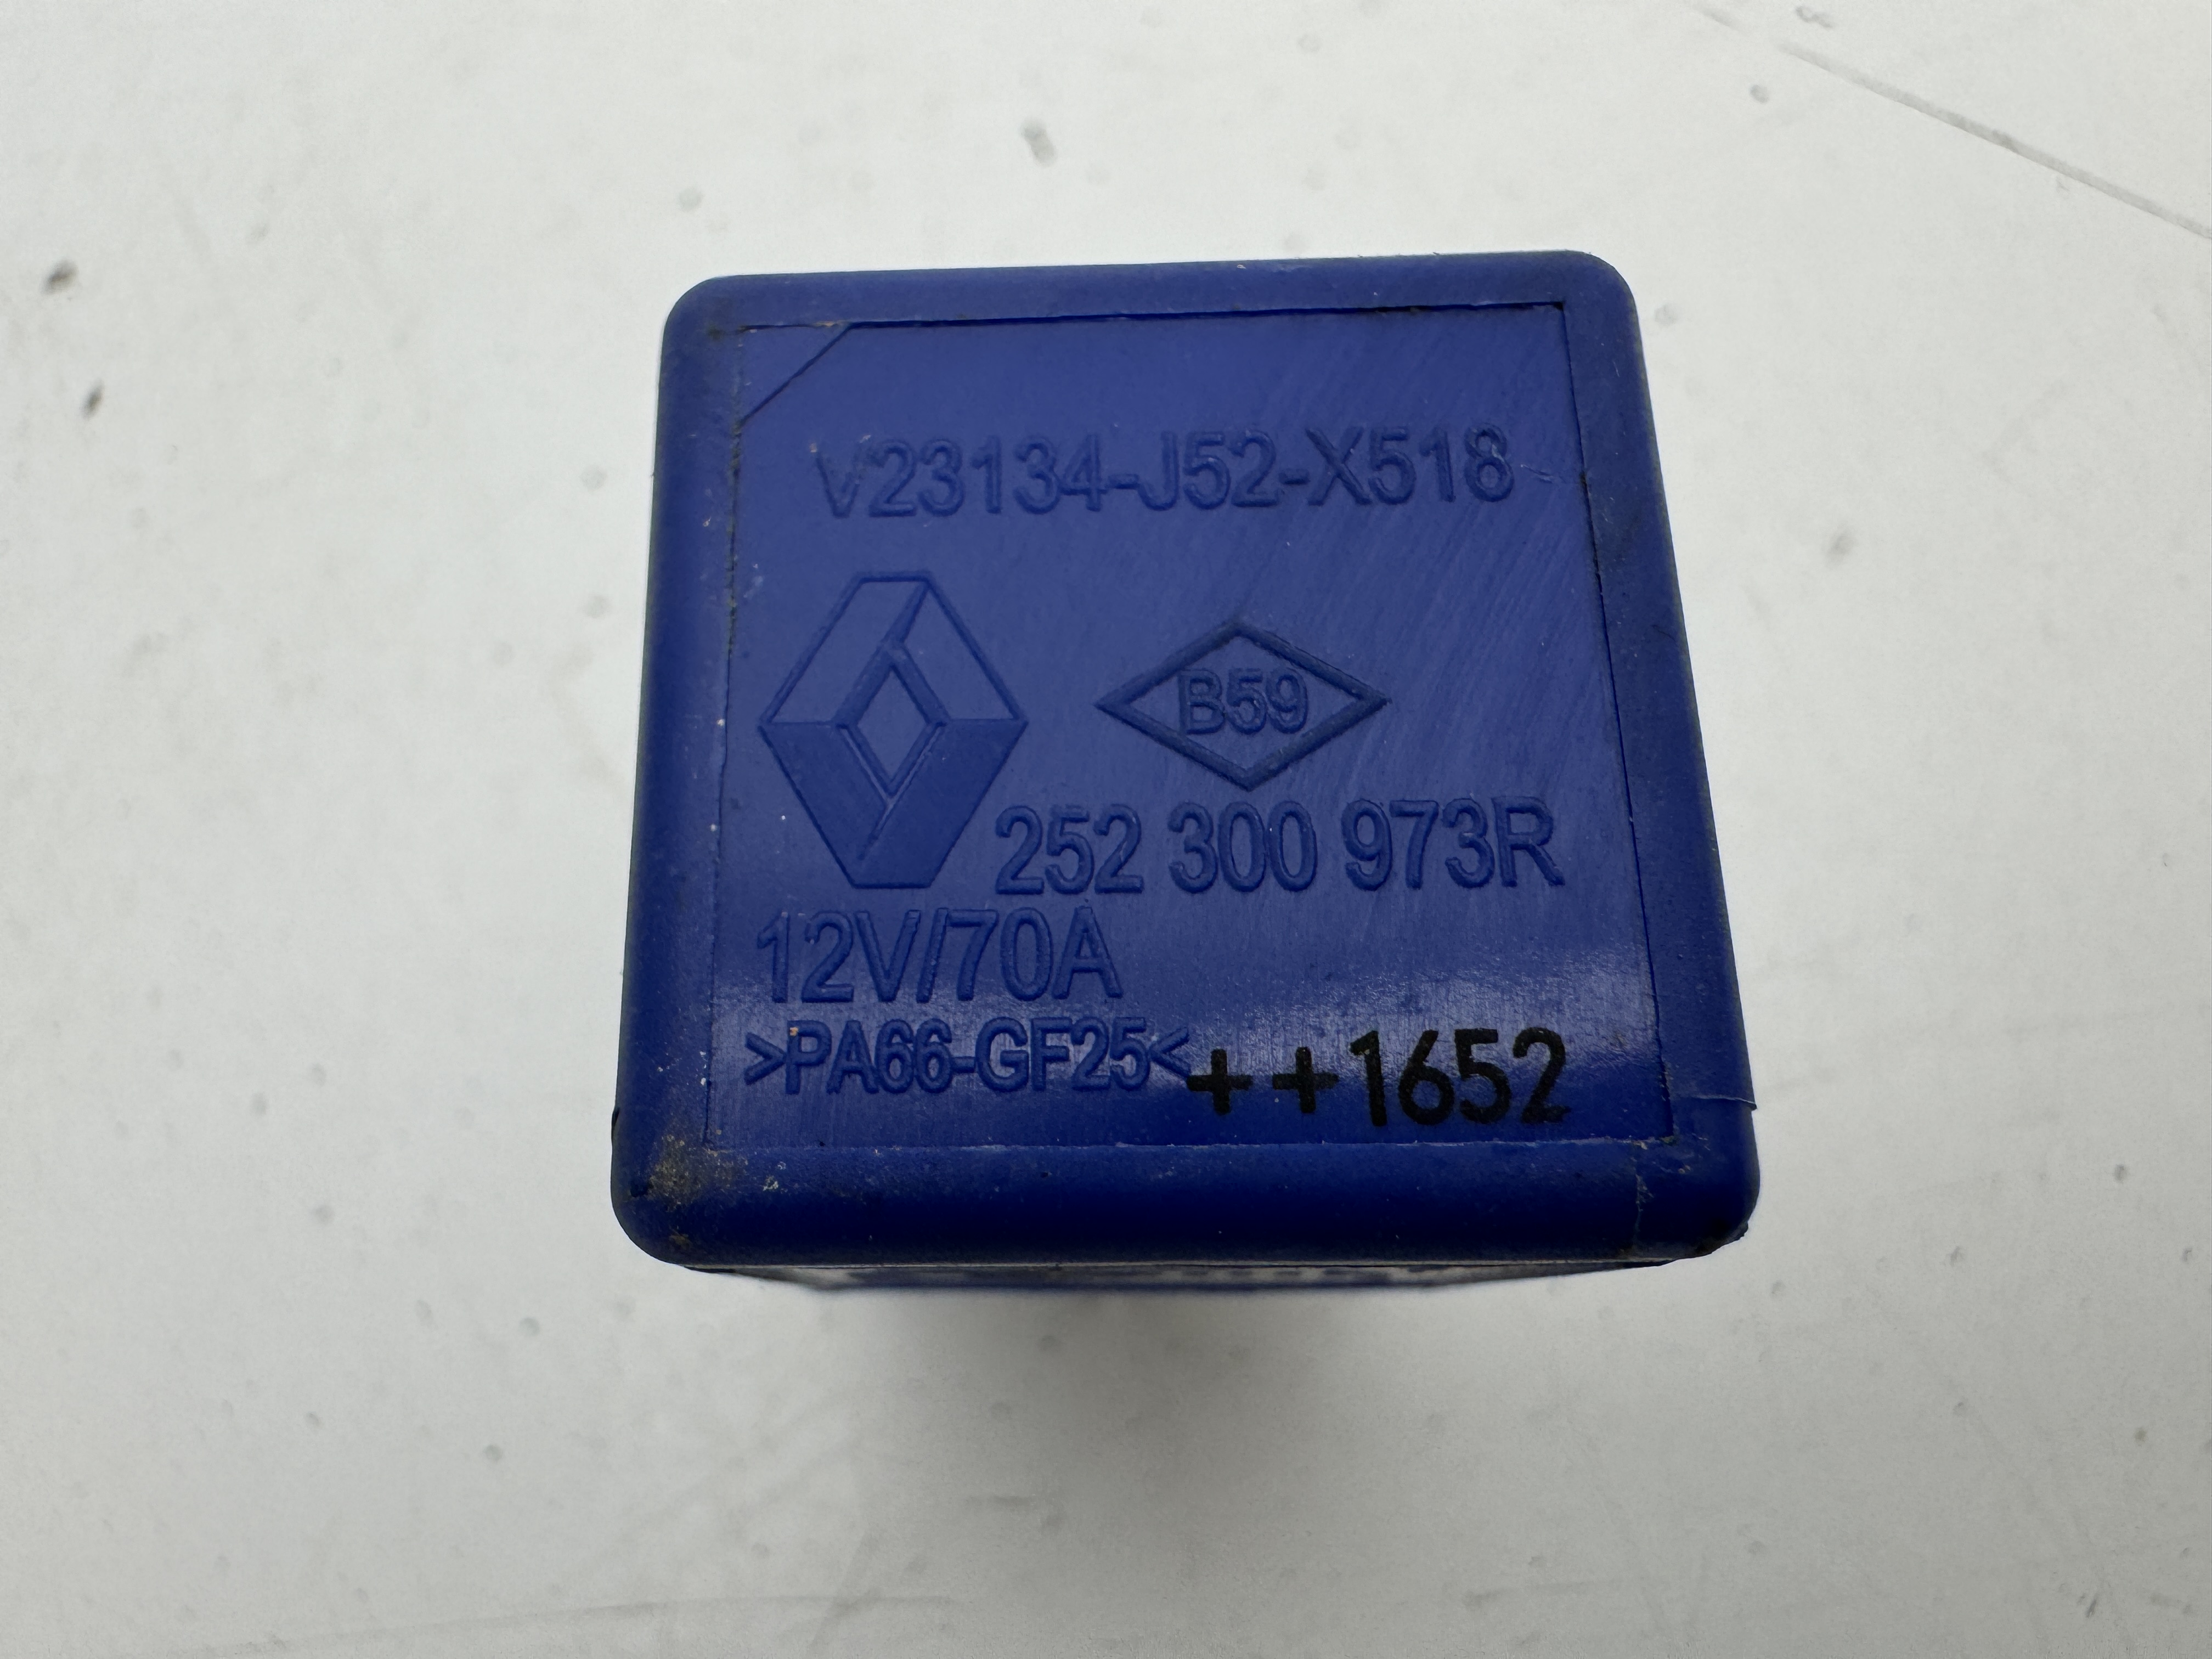 V23134-J52-X518
B59
252 300 973R
12V/70A
>PA66-GF25<
++1652